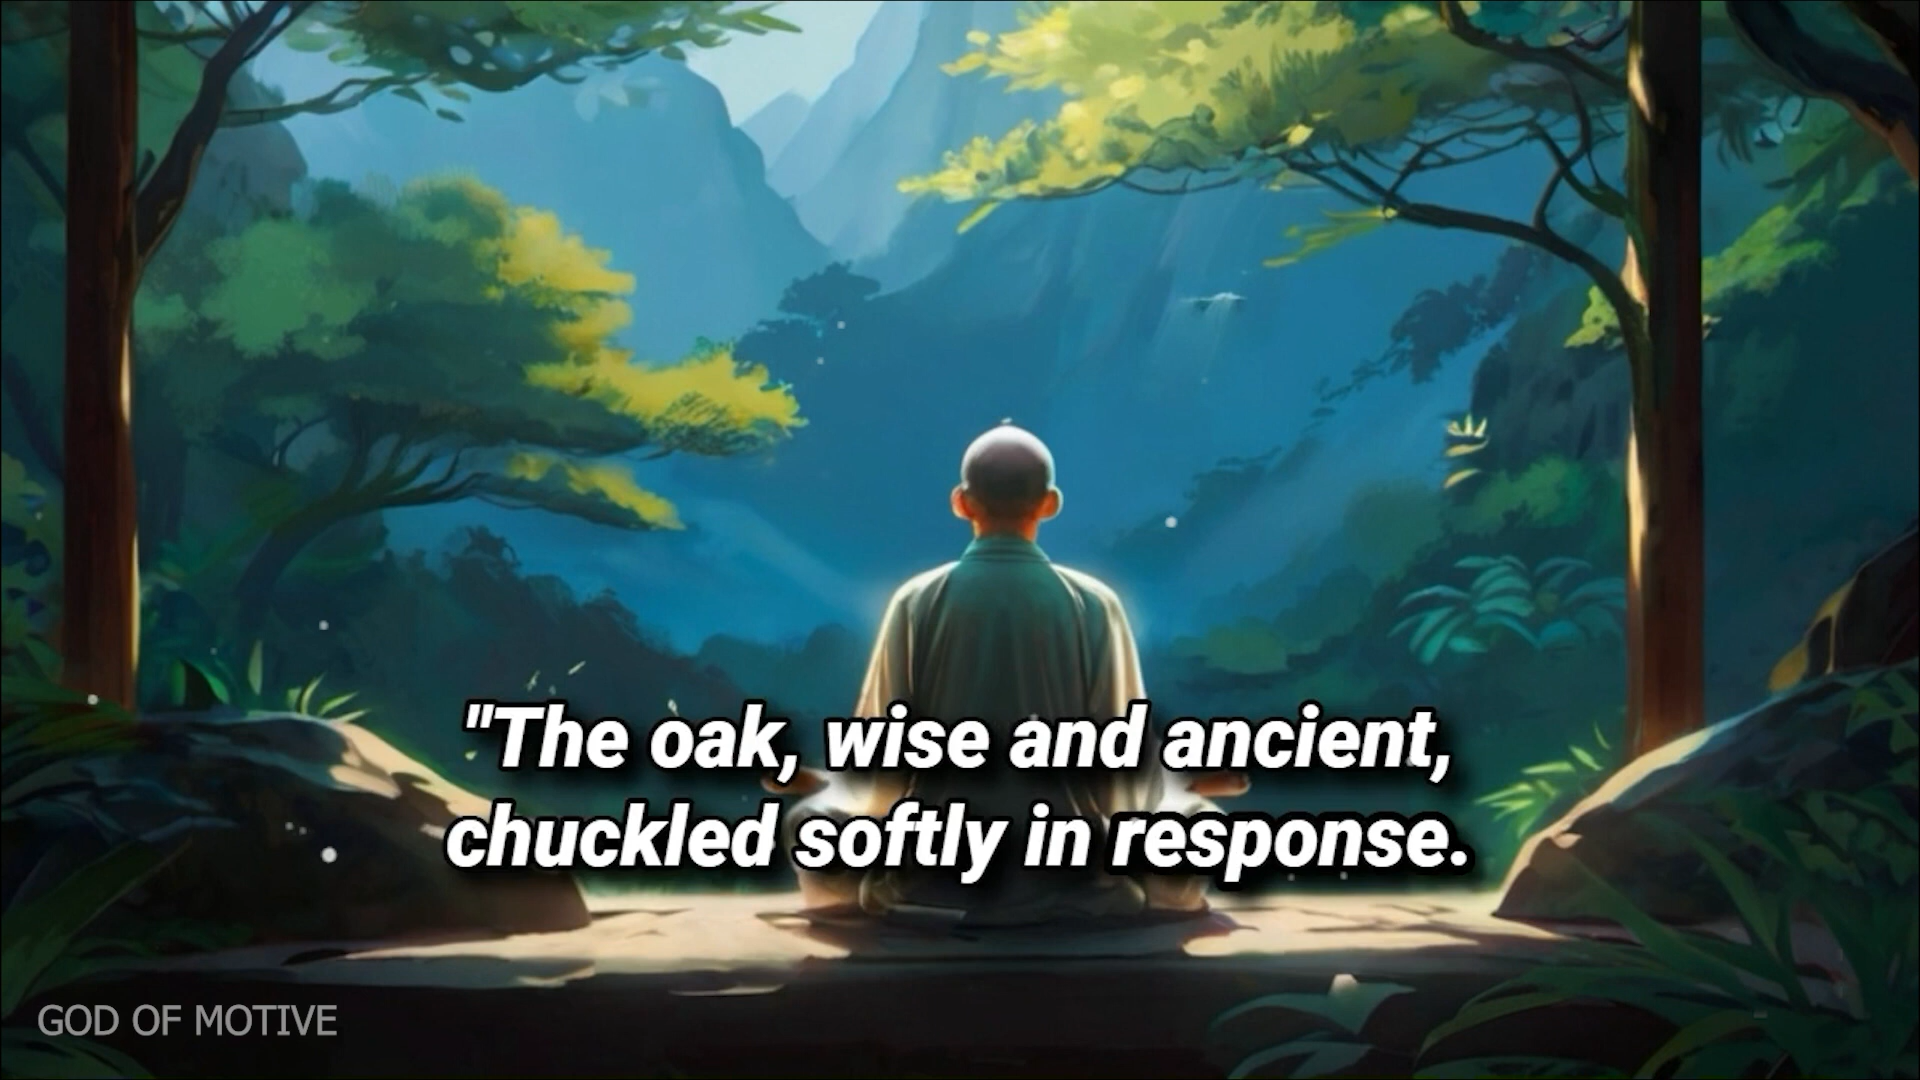 "The oak, wise and ancient,
chuckled softly in response.
GOD OF MOTIVE